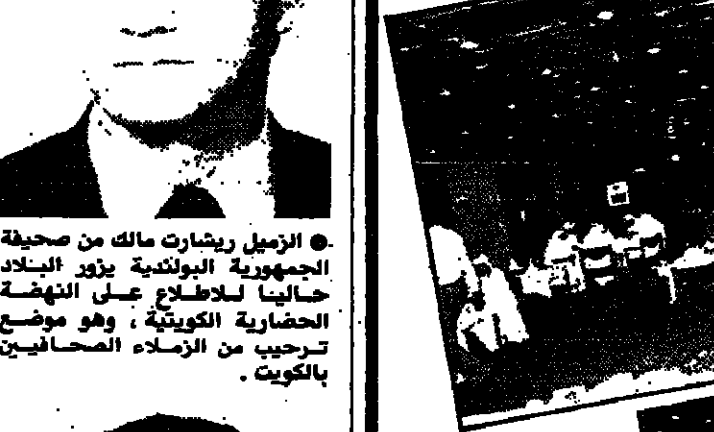 ● الزميل ريشارت مالك من صحيفة
الجمهورية البولندية يزور البلاد
حاليا للاطلاع على النهضة
الحضارية الكويتية ، وهو موضع
ترحيب من الزملاء الصحافيين
بالكويت .